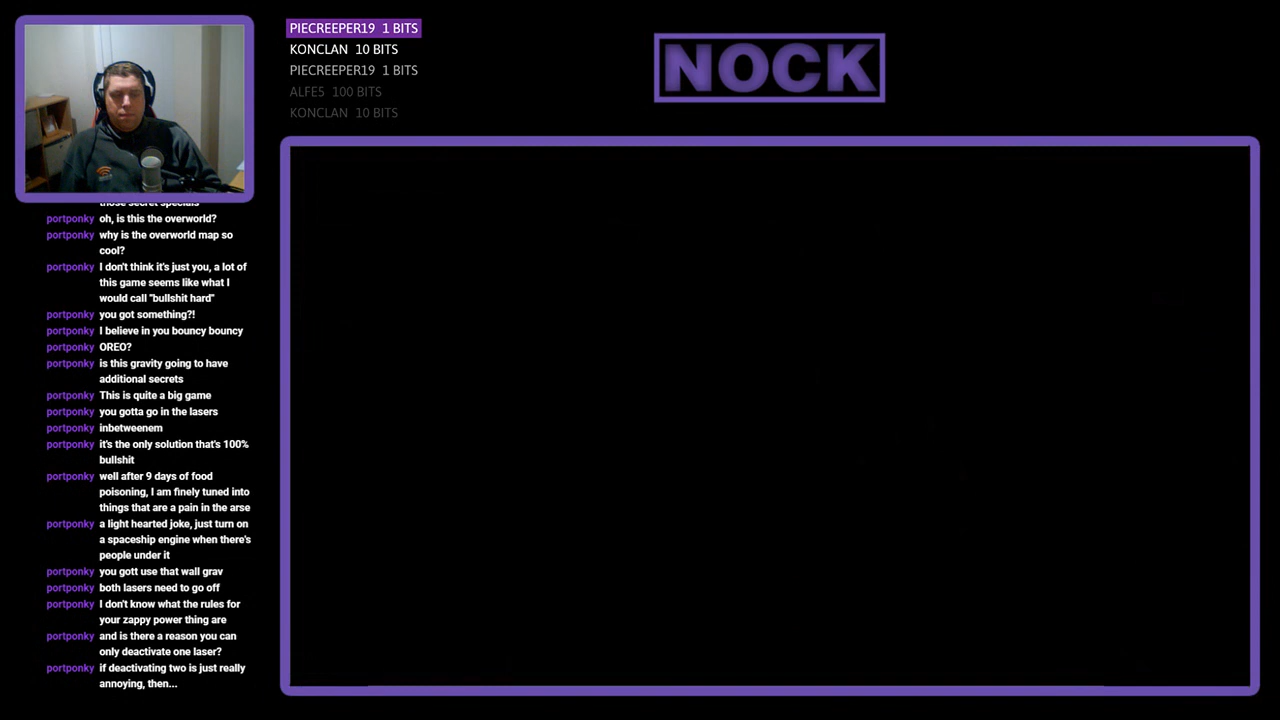 PIECREEPER19 1 BITS
KONCLAN 10 BITS
PIECREEPER19 1 BITS
ALFE5 100 BITS
KONCLAN 10 BITS
NOCK
those secret specials
portponky oh, is this the overworld?
portponky why is the overworld map so
cool?
portponky I don't think it's just you, a lot of
this game seems like what I
would call "bullshit hard"
portponky you got something?!
portponky I believe in you bouncy bouncy
portponky OREO?
portponky is this gravity going to have
additional secrets
portponky This is quite a big game
portponky you gotta go in the lasers
portponky inbetweenem
portponky it's the only solution that's 100%
bullshit
portponky well after 9 days of food
poisoning, I am finely tuned into
things that are a pain in the arse
portponky a light hearted joke, just turn on
a spaceship engine when there's
people under it
portponky you gott use that wall grav
portponky both lasers need to go off
portponky I don't know what the rules for
your zappy power thing are
portponky and is there a reason you can
only deactivate one laser?
portponky if deactivating two is just really
annoying, then...